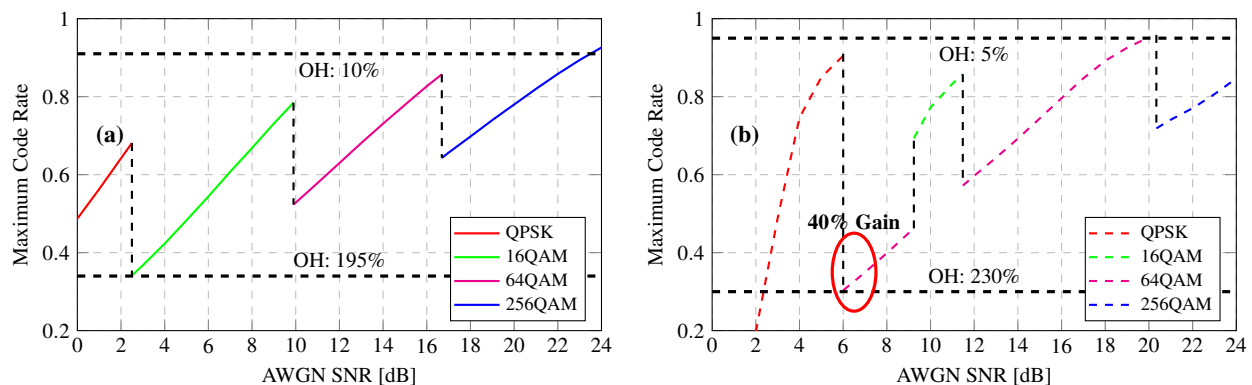 1
0.8
0.6
0.4
0.2
Maximum Code Rate
OH: 10%
(a)
OH: 195%
QPSK
16QAM
64QAM
256QAM
0 2 4 6 8 10 12 14 16 18 20 22 24
AWGN SNR [dB]
1
0.8
0.6
0.4
0.2
Maximum Code Rate
OH: 5%
(b)
40% Gain
OH: 230%
QPSK
16QAM
64QAM
256QAM
0 2 4 6 8 10 12 14 16 18 20 22 24
AWGN SNR [dB]